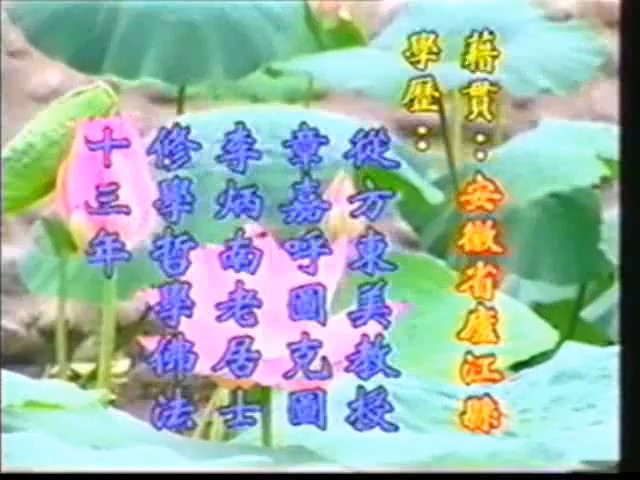 籍貫：安徽省廬江縣
學歷：
從方東美教授
章嘉呼圖克圖
李炳南老居士
修學哲學佛法
十三年